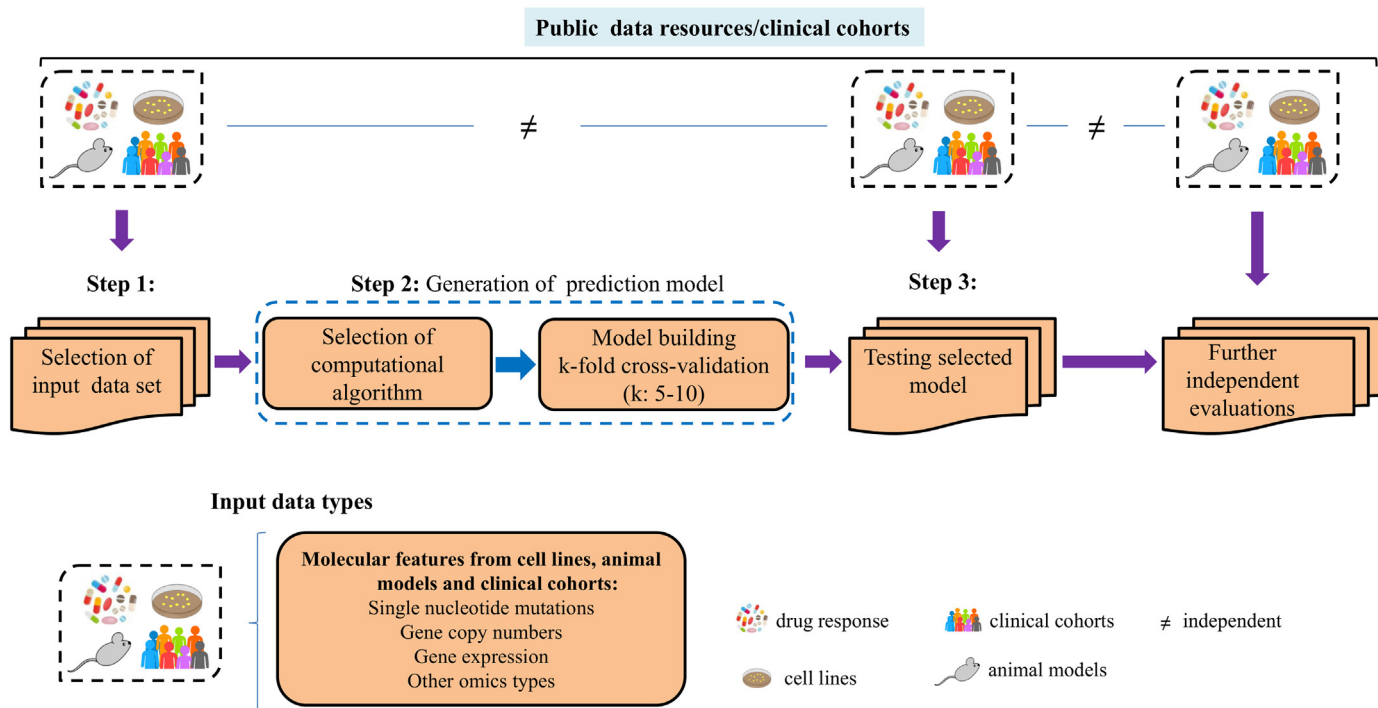 Public data resources/clinical cohorts
≠
≠
Step 1:
Step 2: Generation of prediction model
Step 3:
Selection of
input data set
Selection of
computational
algorithm
Model building
k-fold cross-validation
(k: 5-10)
Testing selected
model
Further
independent
evaluations
Input data types
Molecular features from cell lines, animal
models and clinical cohorts:
Single nucleotide mutations
Gene copy numbers
Gene expression
Other omics types
drug response
clinical cohorts
≠ independent
cell lines
animal models